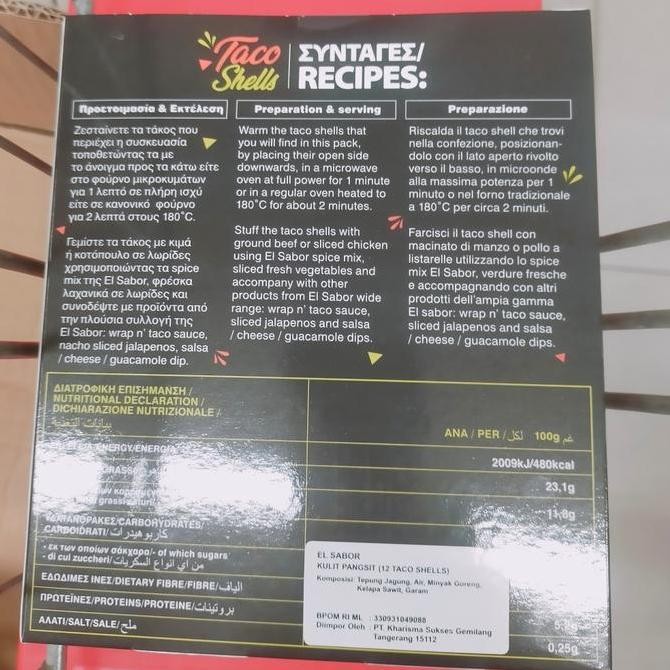 Taco
Shells
ΣΥΝΤΑΓΕΣ/
RECIPES:
Προετοιμασία & Εκτέλεση
Ζεσταίνετε τα τάκος που
περιέχει η συσκευασία
τοποθετώντας τα με
το άνοιγμα προς τα κάτω είτε
στο φούρνο μικροκυμάτων
για 1 λεπτό σε πλήρη ισχύ
είτε σε κανονικό φούρνο
για 2 λεπτά στους 180°C.
Γεμίστε τα τάκος με κιμά
ή κοτόπουλο σε λωρίδες
χρησιμοποιώντας τα spice
mix της El Sabor, φρέσκα
λαχανικά σε λωρίδες και
συνοδέψτε με προϊόντα από
την πλούσια συλλογή της
El Sabor: wrap n' taco sauce,
nacho sliced jalapenos, salsa
/ cheese / guacamole dip.
Preparation & serving
Warm the taco shells that
you will find in this pack,
by placing their open side
downwards, in a microwave
oven at full power for 1 minute
or in a regular oven heated to
180°C for about 2 minutes.
Stuff the taco shells with
ground beef or sliced chicken
using El Sabor spice mix,
sliced fresh vegetables and
accompany with other
products from El Sabor wide
range: wrap n' taco sauce,
sliced jalapenos and salsa
/ cheese / guacamole dips.
Preparazione
Riscalda il taco shell che trovi
nella confezione, posizionan-
dolo con il lato aperto rivolto
verso il basso, in microonde
alla massima potenza per 1
minuto o nel forno tradizionale
a 180°C per circa 2 minuti.
Farcisci il taco shell con
macinato di manzo o pollo a
listarelle utilizzando lo spice
mix El Sabor, verdure fresche
e accompagnando con altri
prodotti dell'ampia gamma
El sabor: wrap n' taco sauce,
sliced jalapenos and salsa
/ cheese / guacamole dips.
ΔΙΑΤΡΟΦΙΚΗ ΕΠΙΣΗΜΑΝΣΗ /
NUTRITIONAL DECLARATION /
DICHIARAZIONE NUTRIZIONALE /
بيانات التغذية
ΑΝΑ / PER / لكل 100g غم
ENERGY/ENERGIA
2009kJ/480kcal
23,1g
11,8g
ΥΔΑΤΑΝΘΡΑΚΕΣ/CARBOHYDRATES/
CARBOIDRATI/كاربوهيدرات
- εκ των οποίων σάκχαρα/- of which sugars
- di cui zuccheri/من أي انواع السكريات
ΕΔΩΔΙΜΕΣ ΙΝΕΣ/DIETARY FIBRE/FIBRE/الياف
ΠΡΩΤΕΪΝΕΣ/PROTEINS/PROTEINE/بروتينات
ΑΛΑΤΙ/SALT/SALE/ملح
0,25g
EL SABOR
KULIT PANGSIT (12 TACO SHELLS)
Komposisi: Tepung Jagung, Air, Minyak Goreng,
Kelapa Sawit, Garam
BPOM RI ML : 330931049088
Diimpor Oleh : PT. Kharisma Sukses Gemilang
Tangerang 15112